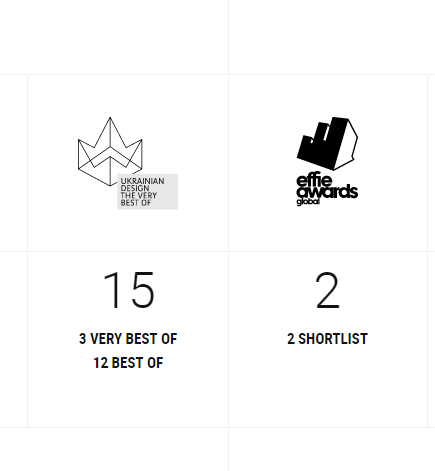 UKRAINIAN
DESIGN
THE VERY
BEST OF
effie
awards
global
15
2
3 VERY BEST OF
12 BEST OF
2 SHORTLIST